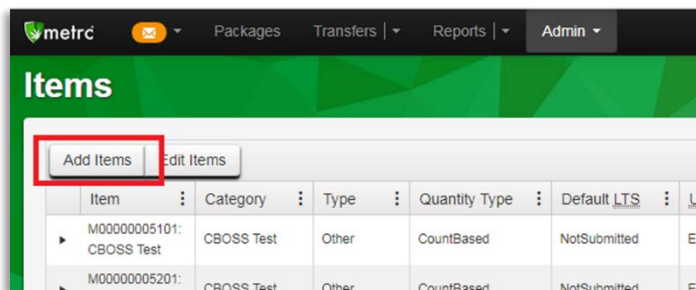 metrc Packages Transfers | Reports | Admin
Items
Add Items Edit Items
Item Category Type Quantity Type Default LTS
M00000005101:
CBOSS Test CBOSS Test Other CountBased NotSubmitted
M00000005201:
CBOSS Test Other CountBased NotSubmitted